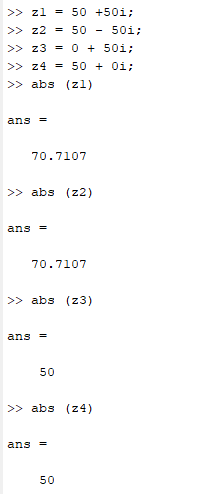 >> z1 = 50 +50i;
>> z2 = 50 - 50i;
>> z3 = 0 + 50i;
>> z4 = 50 + 0i;
>> abs (z1)
ans =
70.7107
>> abs (z2)
ans =
70.7107
>> abs (z3)
ans =
50
>> abs (z4)
ans =
50